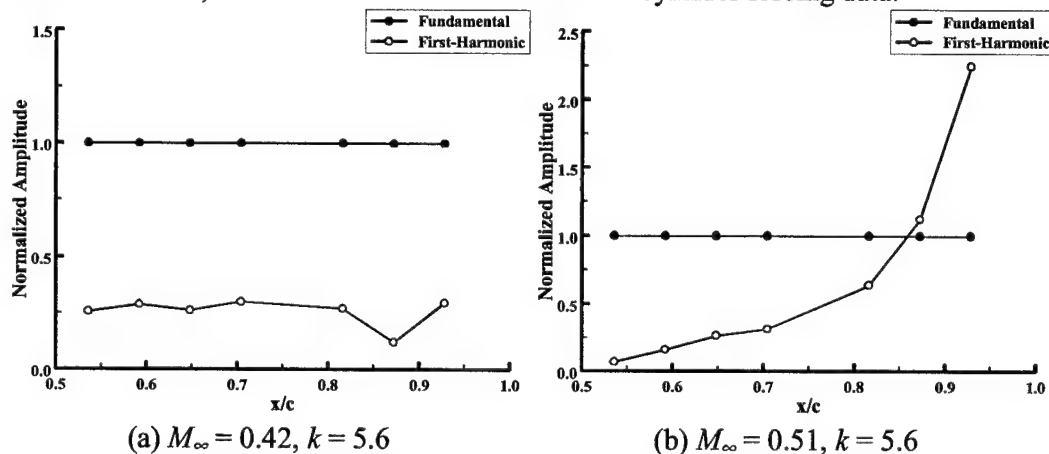 cylinder forcing data.
Fundamental
First-Harmonic
1.5
1.0
0.5
0.0
Normalized Amplitude
0.5 0.6 0.7 0.8 0.9 1.0
x/c
(a) M∞ = 0.42, k = 5.6
Fundamental
First-Harmonic
2.5
2.0
1.5
1.0
0.5
0.0
Normalized Amplitude
0.5 0.6 0.7 0.8 0.9 1.0
x/c
(b) M∞ = 0.51, k = 5.6